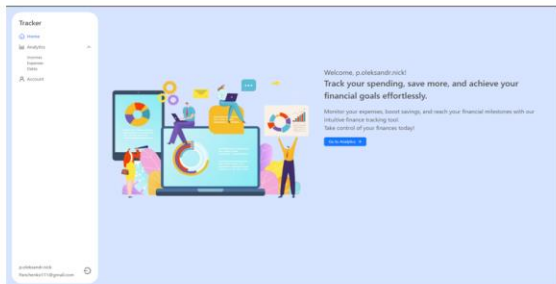 Tracker
Home
Analytics
Incomes
Expenses
Account
Welcome, p.oleksandr.nick!
Track your spending, save more, and achieve your
financial goals effortlessly.
Monitor your expenses, boost savings, and reach your financial milestones with our
intuitive finance tracking tool.
Take control of your finances today!
Go to Analytics
p.oleksandr.nick